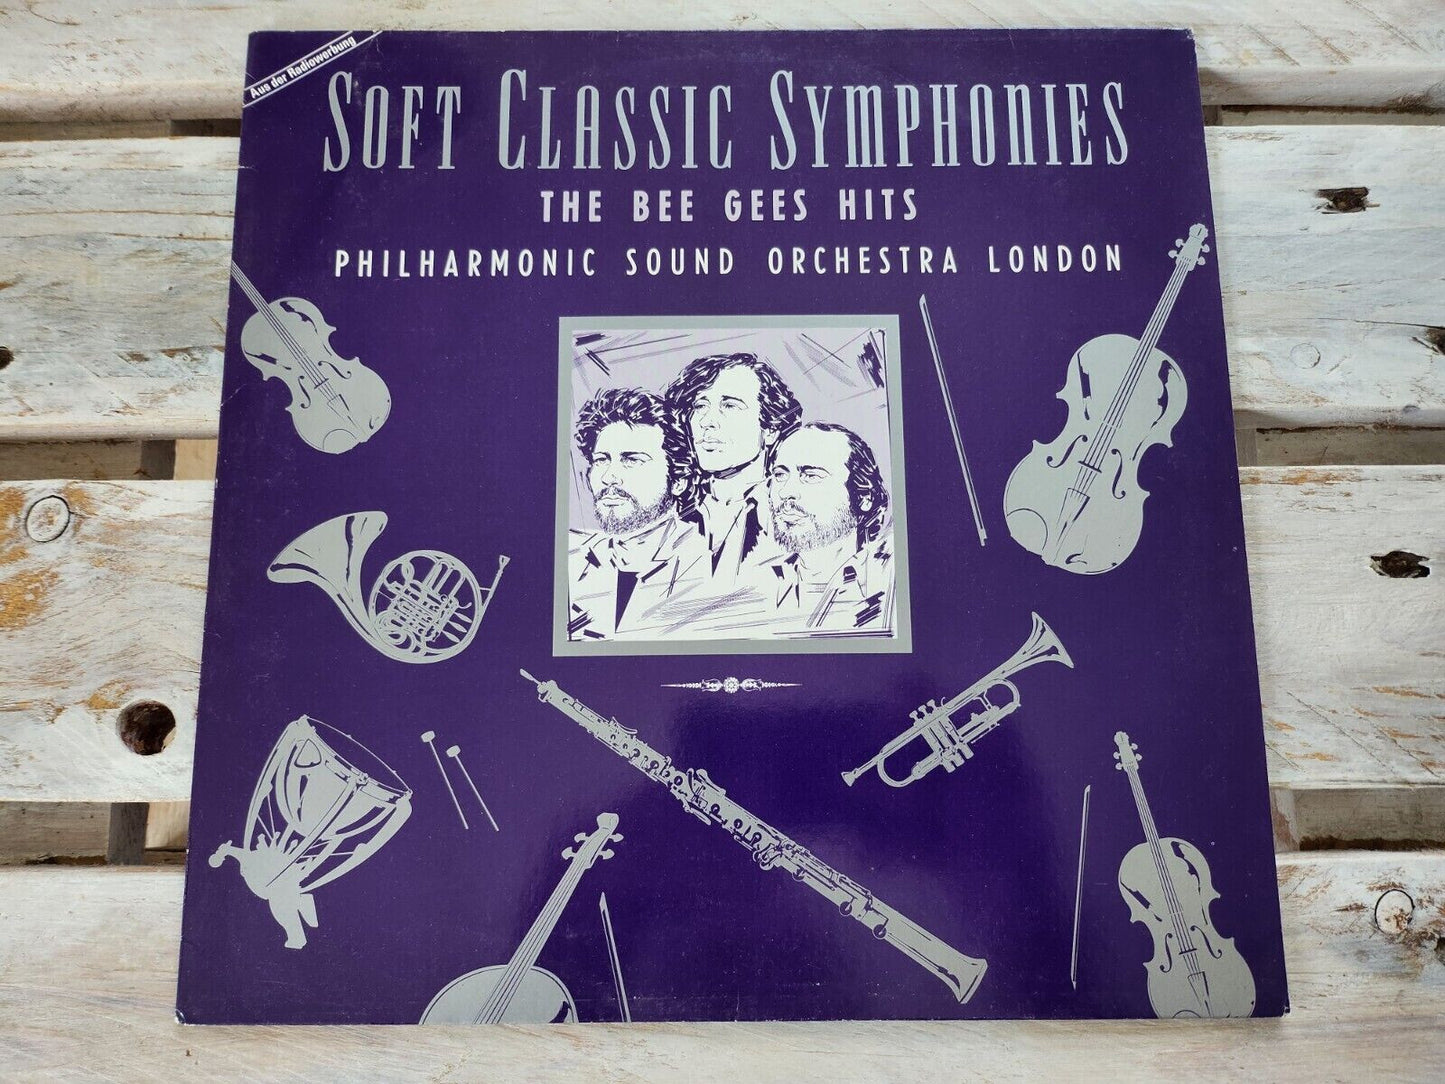 Aus der Radiowerbung
SOFT CLASSIC SYMPHONIES
THE BEE GEES HITS
PHILHARMONIC SOUND ORCHESTRA LONDON